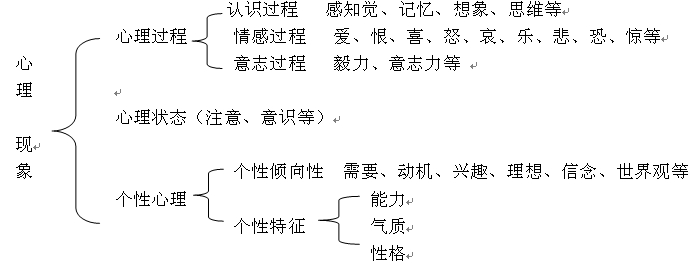 心理现象
心理过程
认识过程 感知觉、记忆、想象、思维等
情感过程 爱、恨、喜、怒、哀、乐、悲、恐、惊等
意志过程 毅力、意志力等
心理状态（注意、意识等）
个性心理
个性倾向性 需要、动机、兴趣、理想、信念、世界观等
个性特征
能力
气质
性格